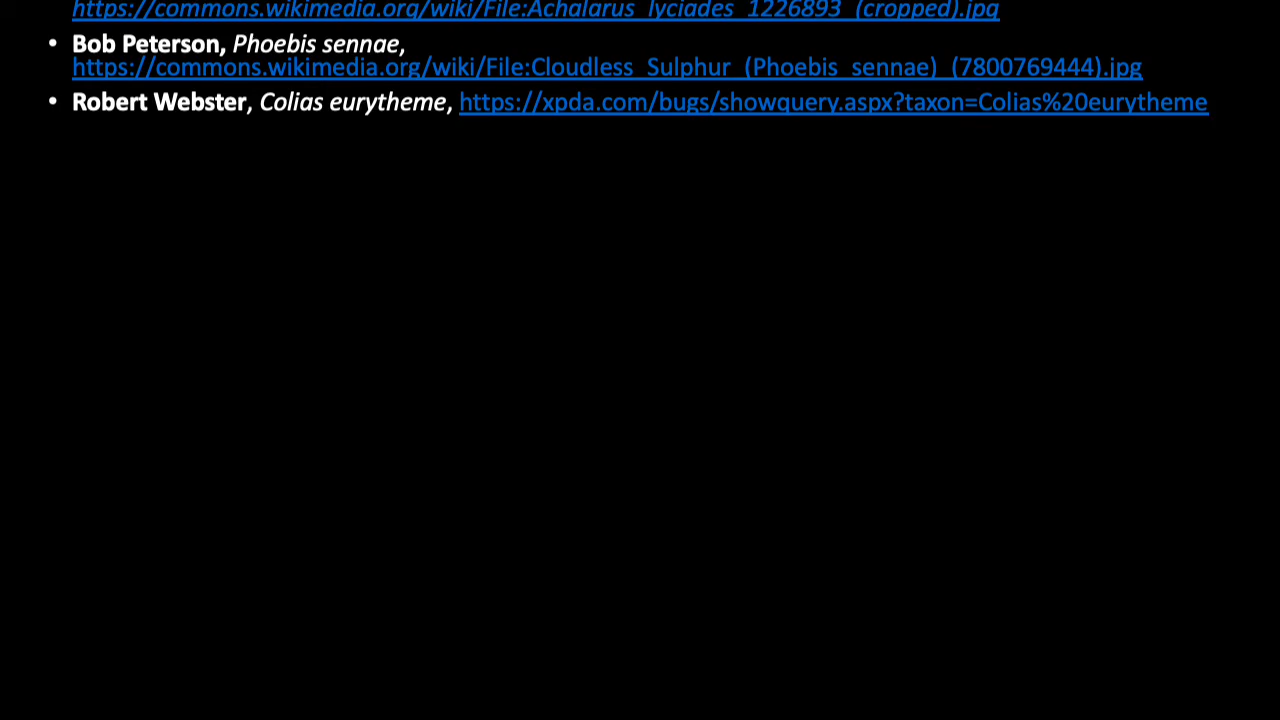 https://commons.wikimedia.org/wiki/File:Achalarus_lyciades_1226893_(cropped).jpg
• Bob Peterson, Phoebis sennae,
https://commons.wikimedia.org/wiki/File:Cloudless_Sulphur_(Phoebis_sennae)_(7800769444).jpg
• Robert Webster, Colias eurytheme, https://xpda.com/bugs/showquery.aspx?taxon=Colias%20eurytheme